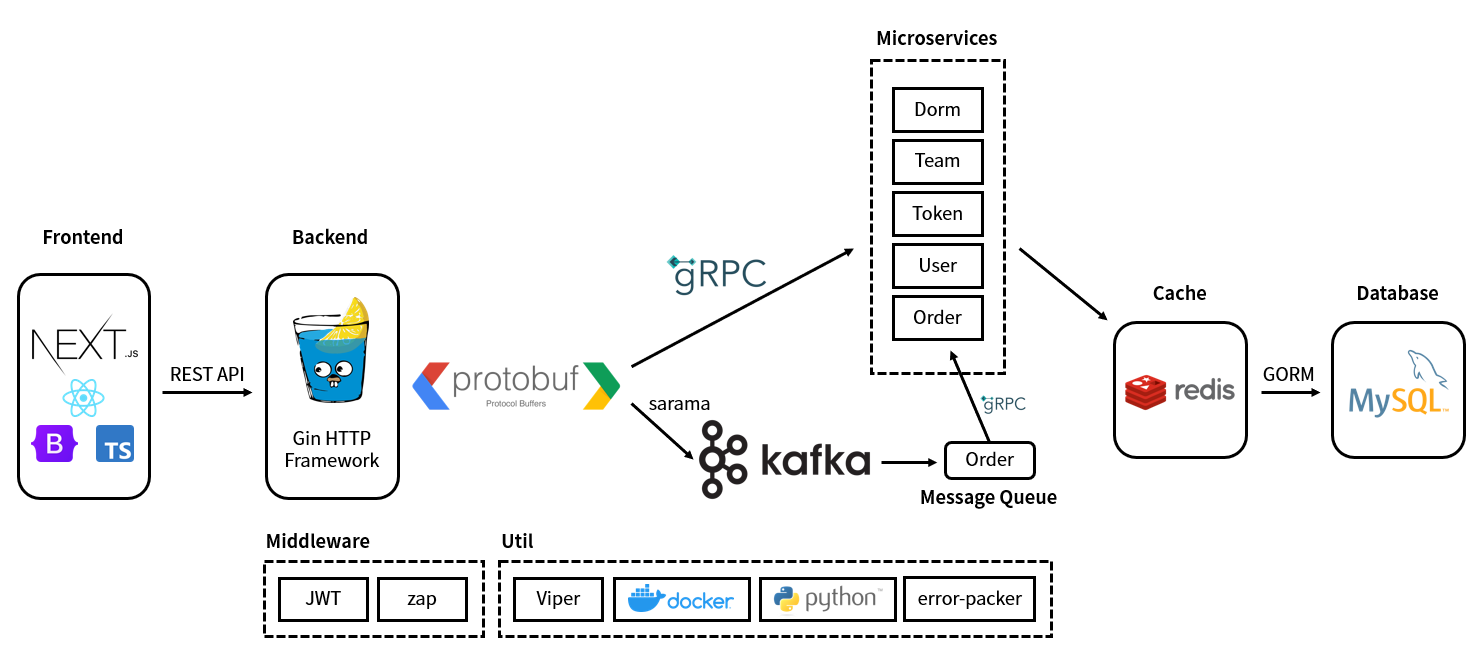 Microservices
Dorm
Team
Token
User
Order
Frontend
NEXT.JS
B
TS
REST API
Backend
Gin HTTP
Framework
protobuf
Protocol Buffers
gRPC
sarama
kafka
gRPC
Order
Message Queue
Cache
redis
GORM
Database
MySQL™
Middleware
JWT
zap
Util
Viper
docker
python™
error-packer